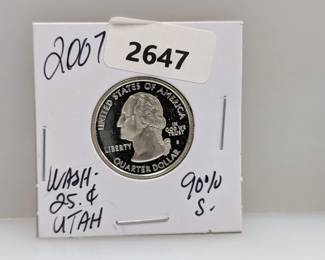 2007
2647
UNITED STATES OF AMERICA
IN
GOD WE
TRUST
LIBERTY
S
QUARTER DOLLAR
WASH-
25.¢
UTAH
90%
S-